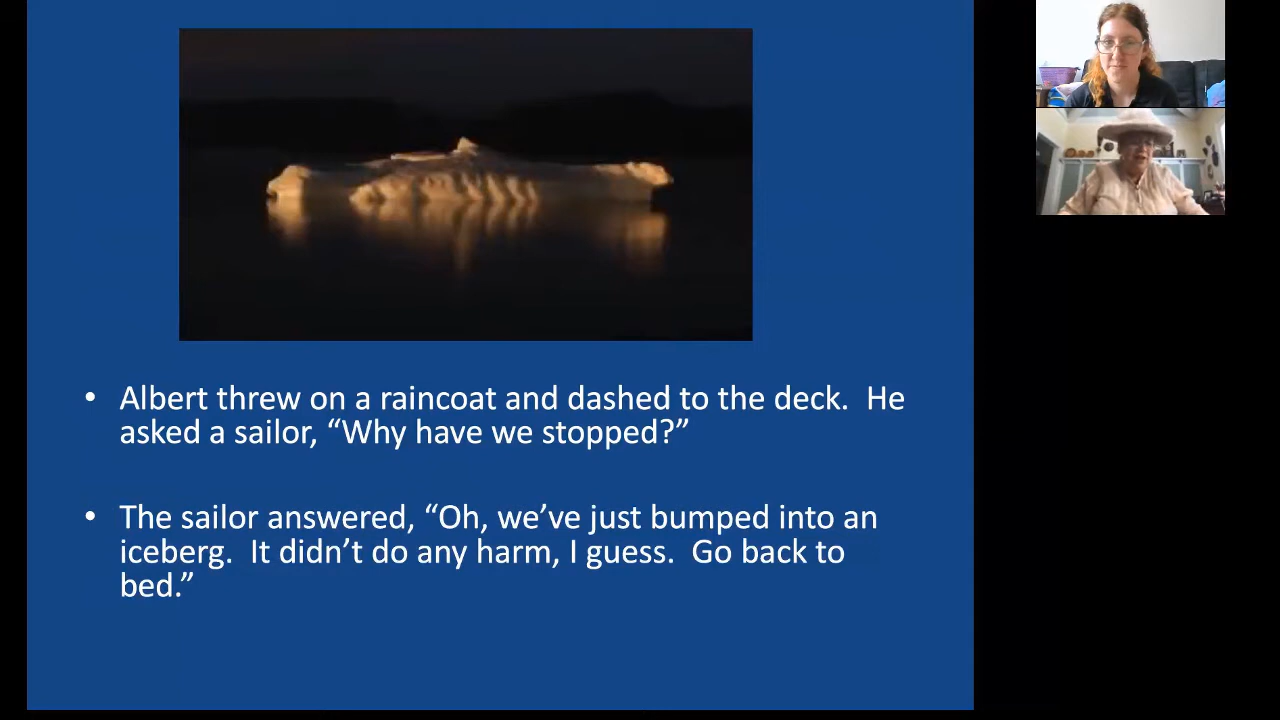 • Albert threw on a raincoat and dashed to the deck.  He
asked a sailor, “Why have we stopped?”
• The sailor answered, “Oh, we’ve just bumped into an
iceberg.  It didn’t do any harm, I guess.  Go back to
bed.”